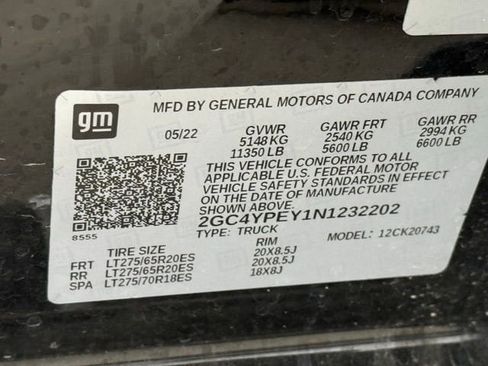 gm
MFD BY GENERAL MOTORS OF CANADA COMPANY
05/22 GVWR GAWR FRT GAWR RR
5148 KG 2540 KG 2994 KG
11350 LB 5600 LB 6600 LB
THIS VEHICLE CONFORMS TO ALL
APPLICABLE U.S. FEDERAL MOTOR
VEHICLE SAFETY STANDARDS IN EFFECT
ON THE DATE OF MANUFACTURE
SHOWN ABOVE.
2GC4YPEY1N1232202
8555 TYPE: TRUCK MODEL: 12CK20743
TIRE SIZE RIM
FRT LT275/65R20ES 20X8.5J
RR LT275/65R20ES 20X8.5J
SPA LT275/70R18ES 18X8J